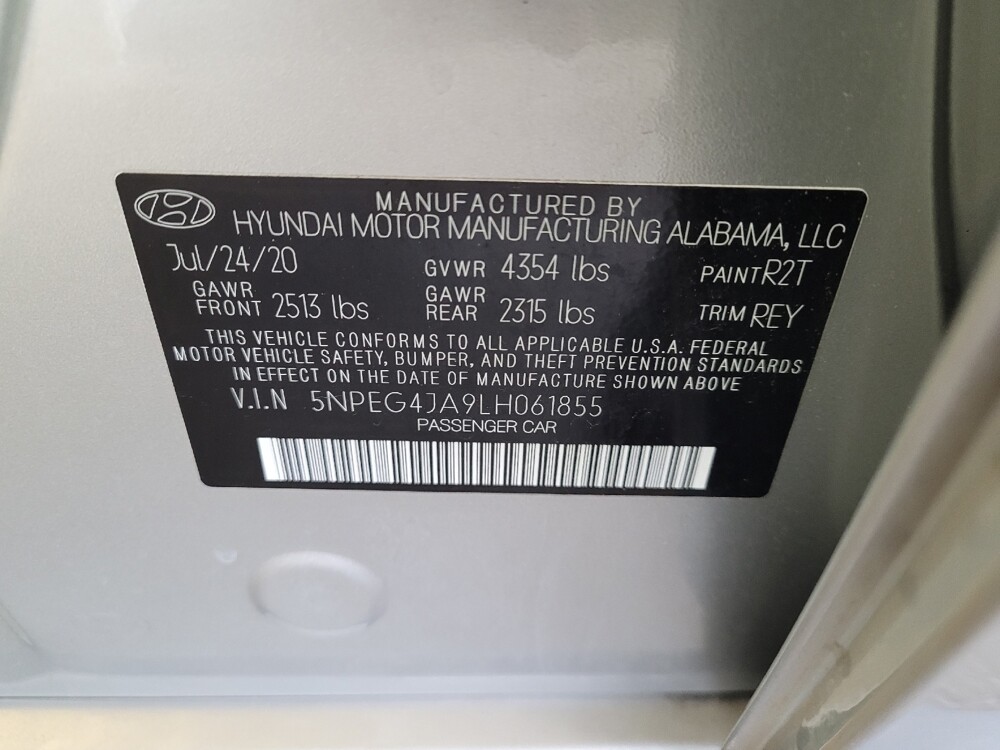 MANUFACTURED BY
HYUNDAI MOTOR MANUFACTURING ALABAMA, LLC
Jul/24/20 GVWR 4354 lbs PAINT R2T
GAWR FRONT 2513 lbs GAWR REAR 2315 lbs TRIM REY
THIS VEHICLE CONFORMS TO ALL APPLICABLE U.S.A. FEDERAL
MOTOR VEHICLE SAFETY, BUMPER, AND THEFT PREVENTION STANDARDS
IN EFFECT ON THE DATE OF MANUFACTURE SHOWN ABOVE
V.I.N 5NPEG4JA9LH061855
PASSENGER CAR